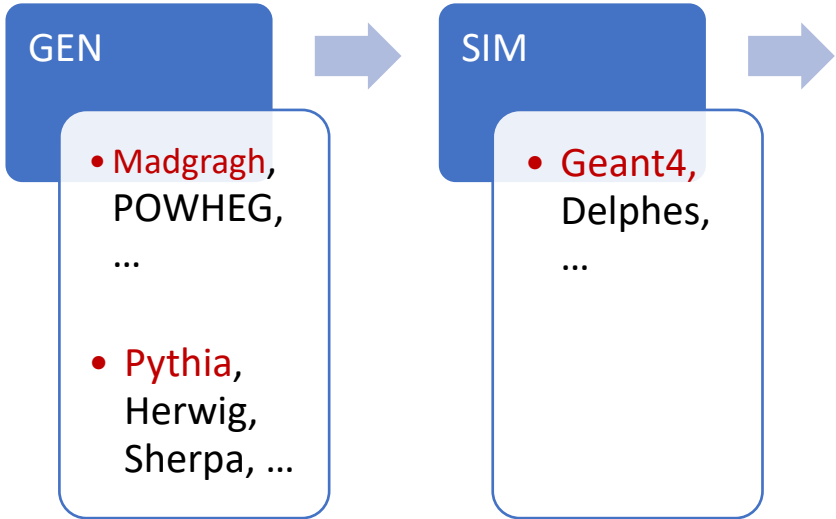 GEN
• Madgragh,
POWHEG,
...
• Pythia,
Herwig,
Sherpa, ...
SIM
• Geant4,
Delphes,
...